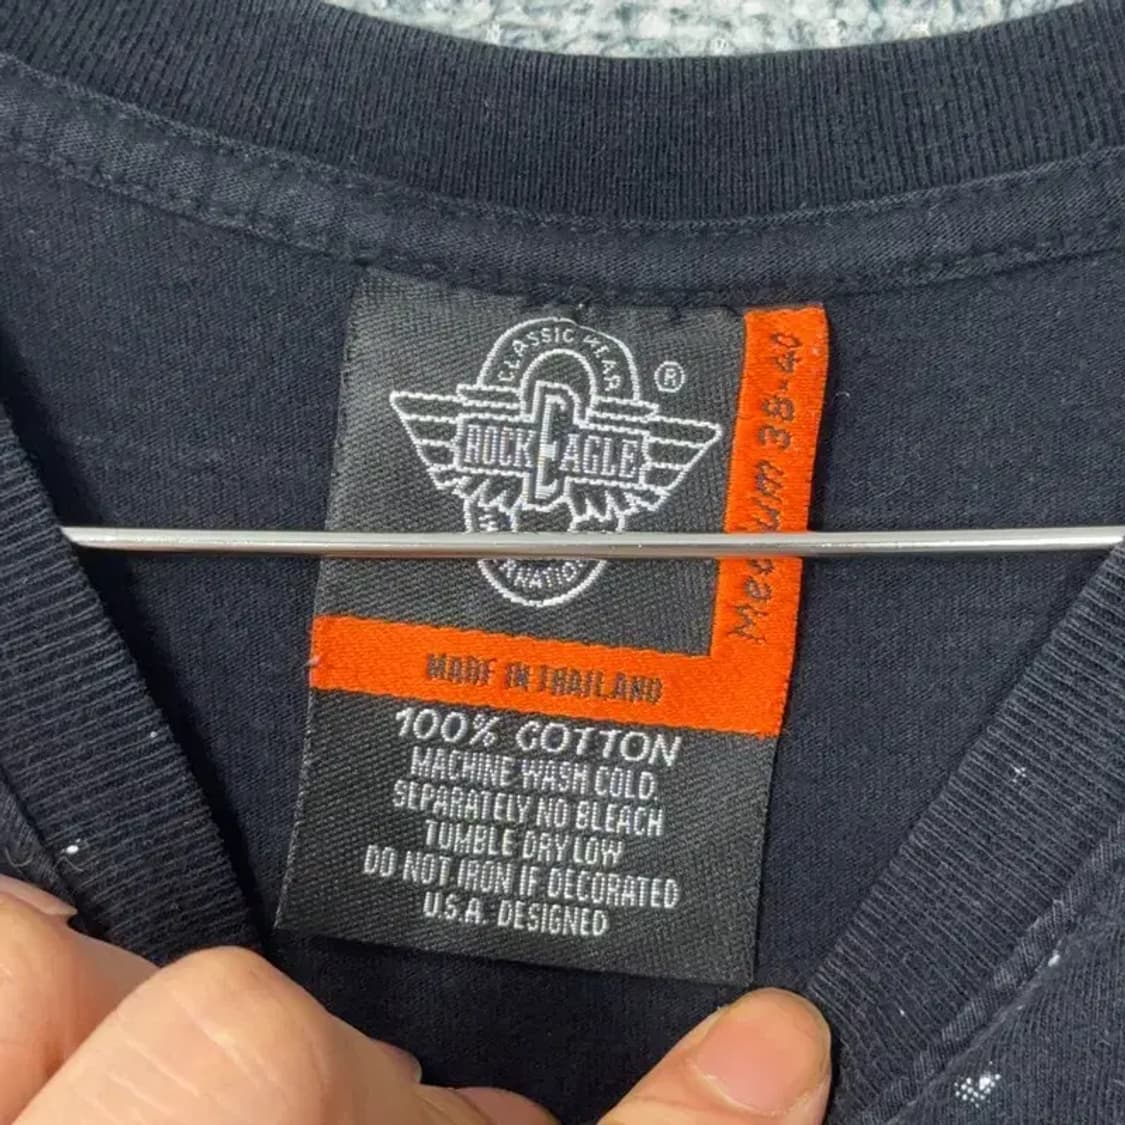 CLASSIC WEAR
®
ROCK EAGLE
Medium 38-40
MADE IN THAILAND
100% COTTON
MACHINE WASH COLD.
SEPARATELY NO BLEACH
TUMBLE DRY LOW
DO NOT IRON IF DECORATED
U.S.A. DESIGNED